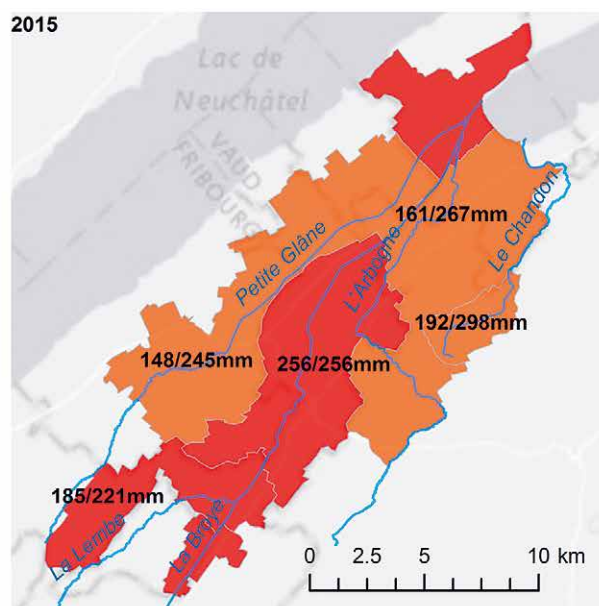 2015
Lac de
Neuchâtel
VAUD
FRIBOURG
161/267mm
Le Chandon
Petite Glâne
L'Arbogne
192/298mm
148/245mm
256/256mm
185/221mm
La Lembe
La Broye
0 2.5 5 10 km